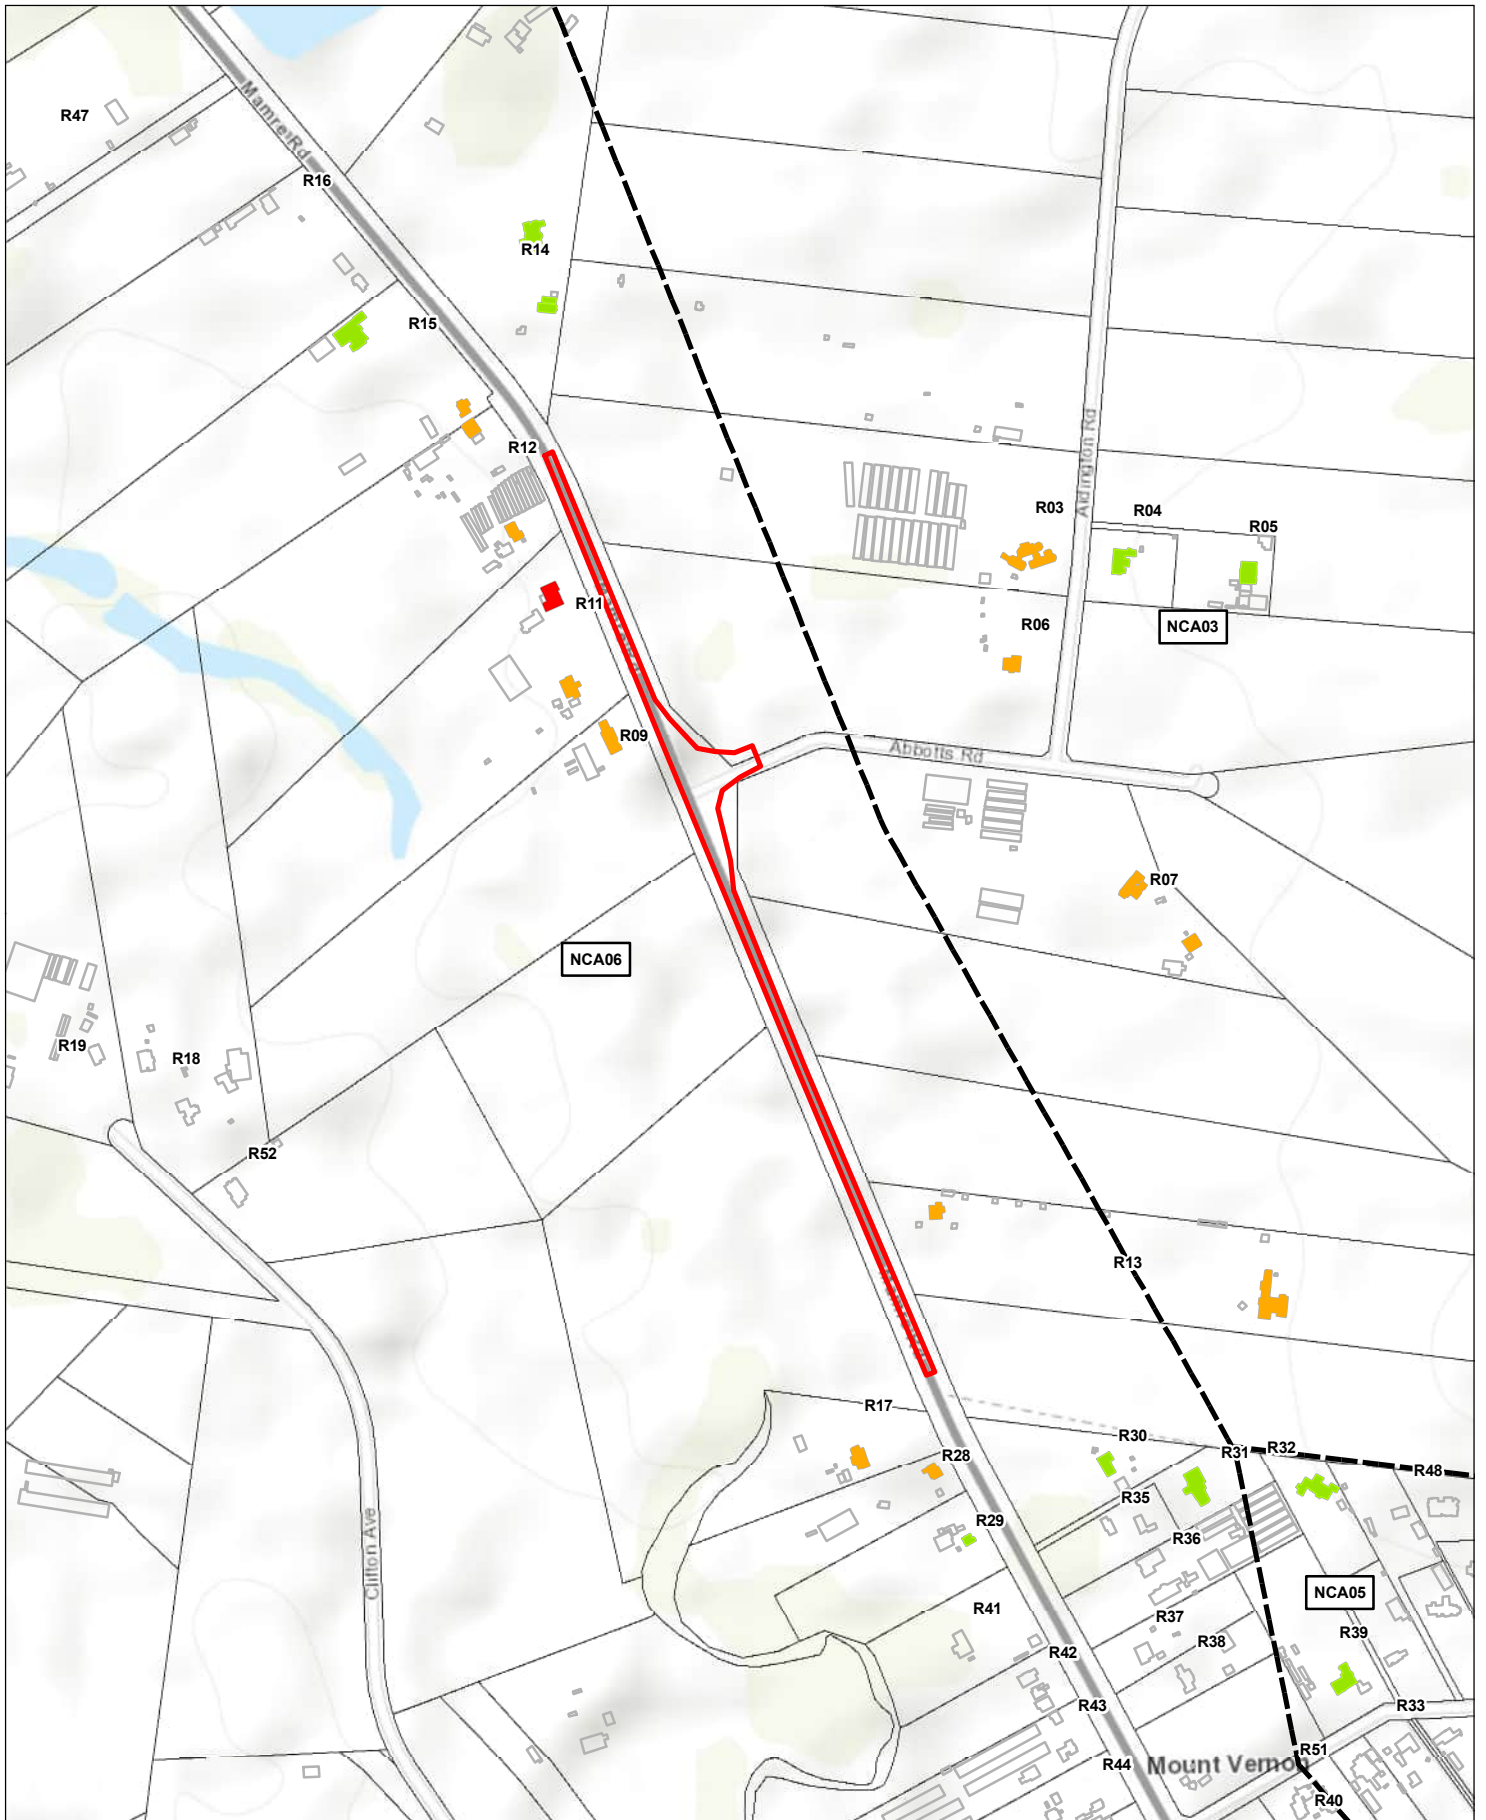 R47
Mamre Rd
R16
R14
R15
R12
R03
R04
R05
Aldington Rd
R11
R06
NCA03
R09
Abbotts Rd
R07
NCA06
R19
R18
R52
R13
R17
R30
R28
R31
R32
R48
R35
R29
R36
Clifton Ave
NCA05
R41
R37
R38
R39
R42
R43
R33
R44
Mount Vernon
R51
R40